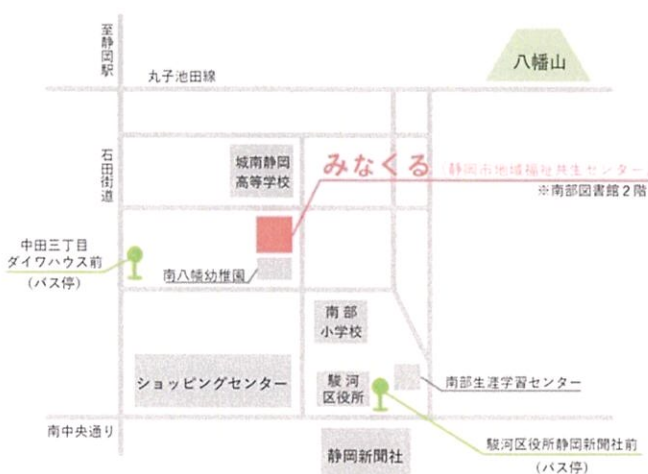 至静岡駅
丸子池田線
八幡山
石田街道
城南静岡
高等学校
みなくる(静岡市地域福祉共生センター)
※南部図書館2階
中田三丁目
ダイワハウス前
(バス停)
南八幡幼稚園
南部
小学校
ショッピングセンター
駿河
区役所
南部生涯学習センター
南中央通り
静岡新聞社
駿河区役所静岡新聞社前
(バス停)